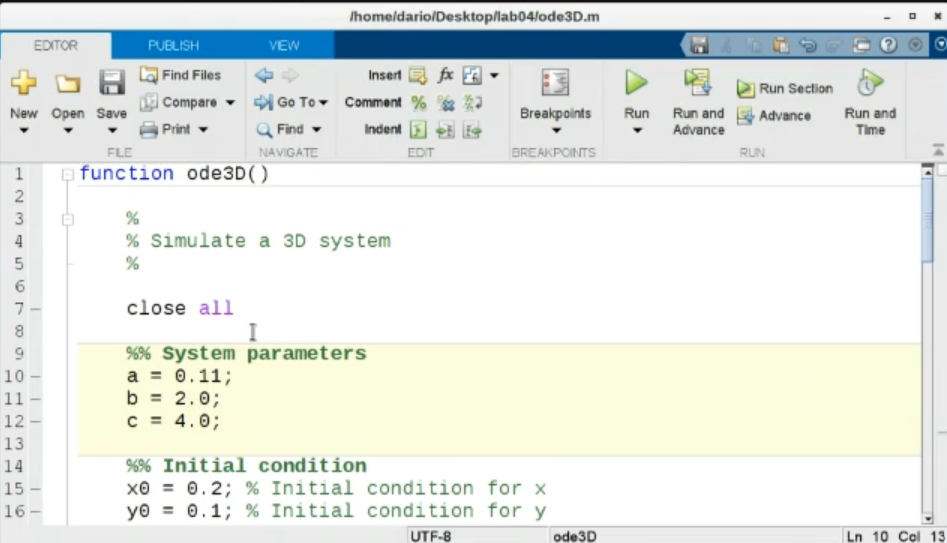 /home/dario/Desktop/lab04/ode3D.m
EDITOR PUBLISH VIEW
New Open Save Find Files Compare Print
Go To Find
Insert fx
Comment
Indent
Breakpoints
Run Run and Advance Run Section Advance Run and Time
FILE NAVIGATE EDIT BREAKPOINTS RUN
1 function ode3D()
2
3 %
4 % Simulate a 3D system
5 %
6
7 close all
8
9 %% System parameters
10 a = 0.11;
11 b = 2.0;
12 c = 4.0;
13
14 %% Initial condition
15 x0 = 0.2; % Initial condition for x
16 y0 = 0.1; % Initial condition for y
UTF-8 ode3D Ln 10 Col 13